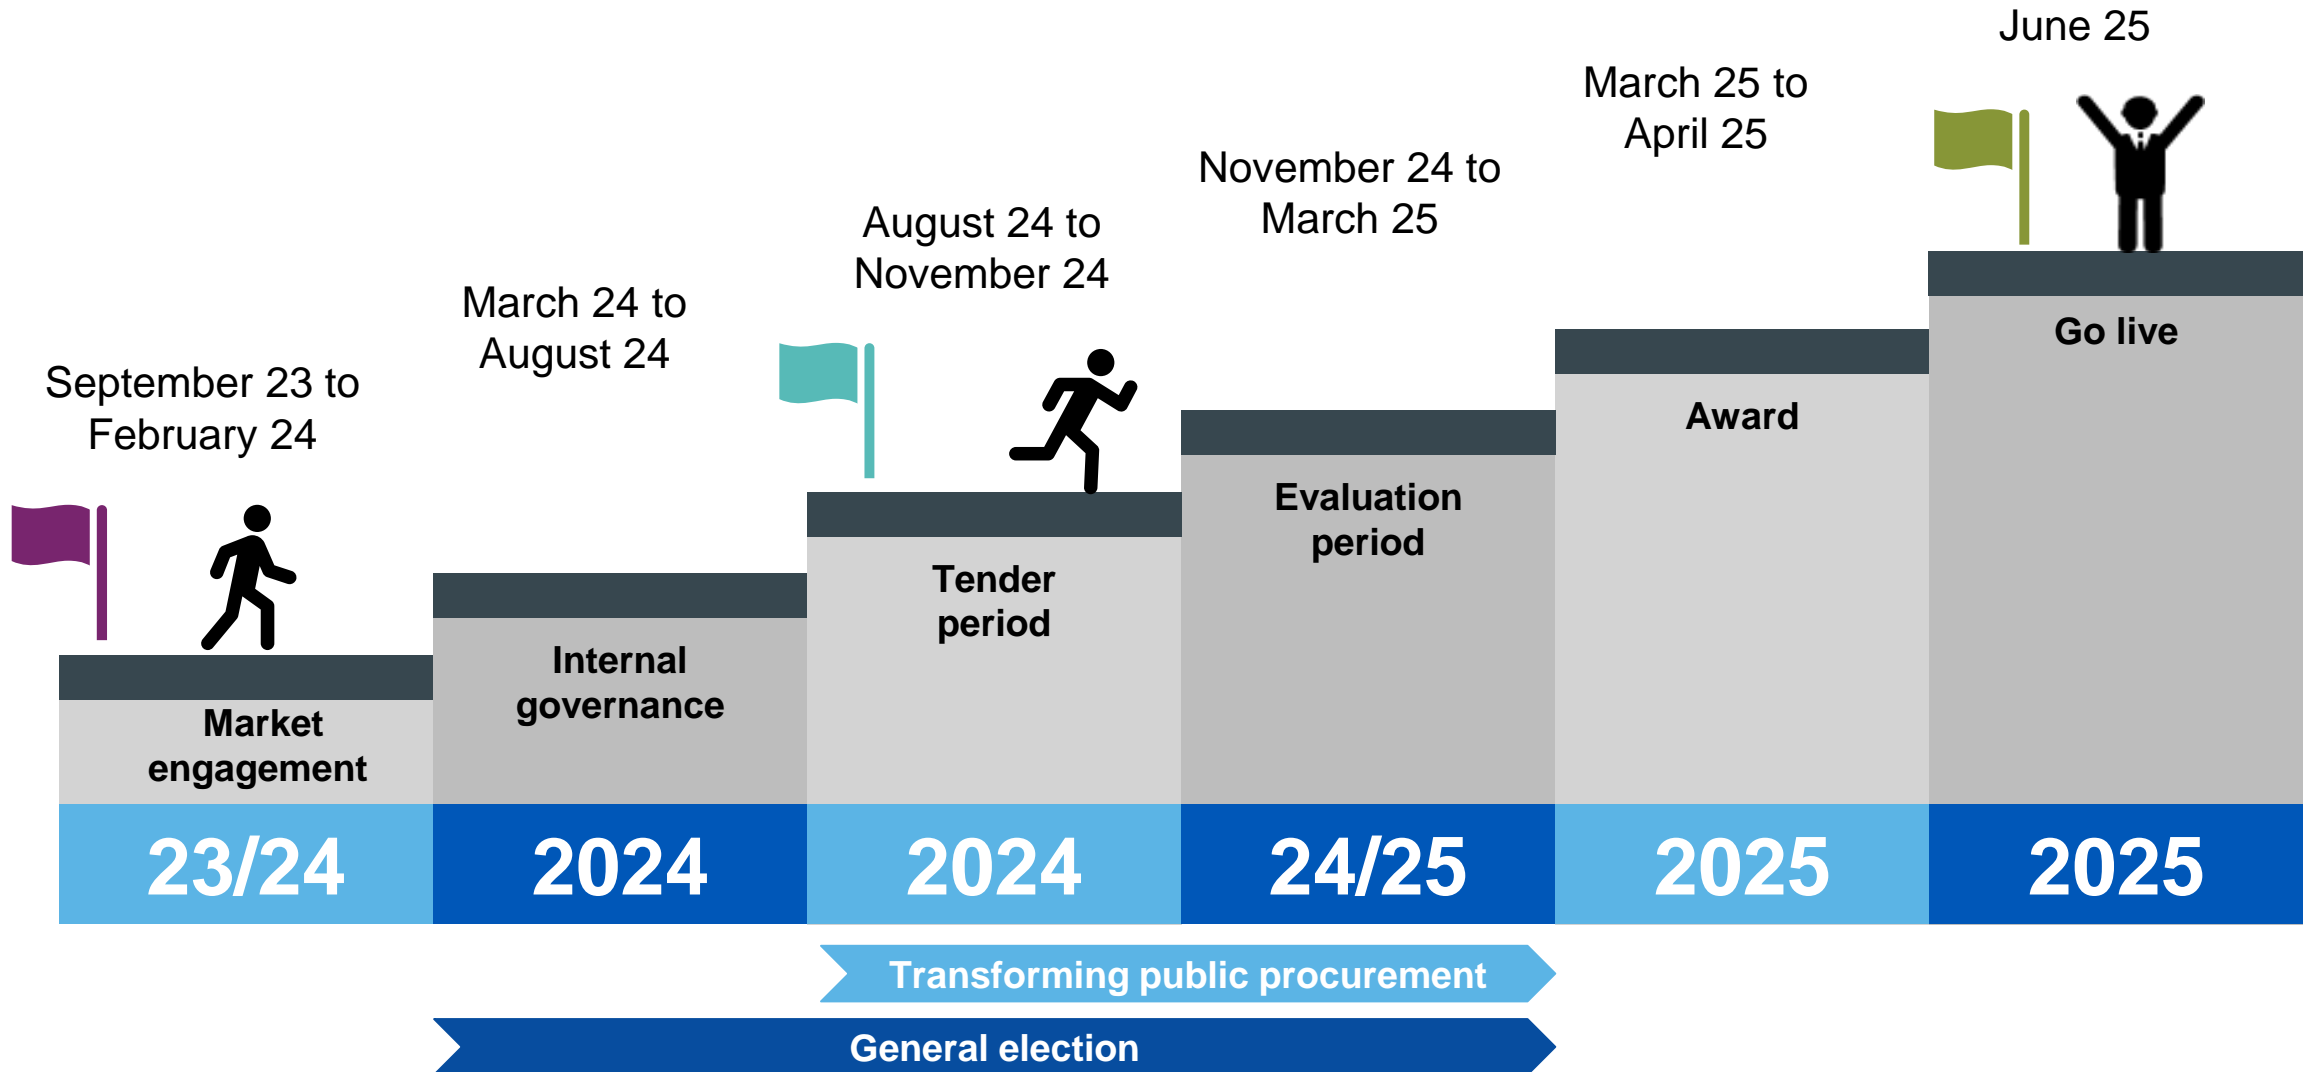 September 23 to
February 24
March 24 to
August 24
August 24 to
November 24
November 24 to
March 25
March 25 to
April 25
June 25
Market
engagement
Internal
governance
Tender
period
Evaluation
period
Award
Go live
23/24
2024
2024
24/25
2025
2025
Transforming public procurement
General election